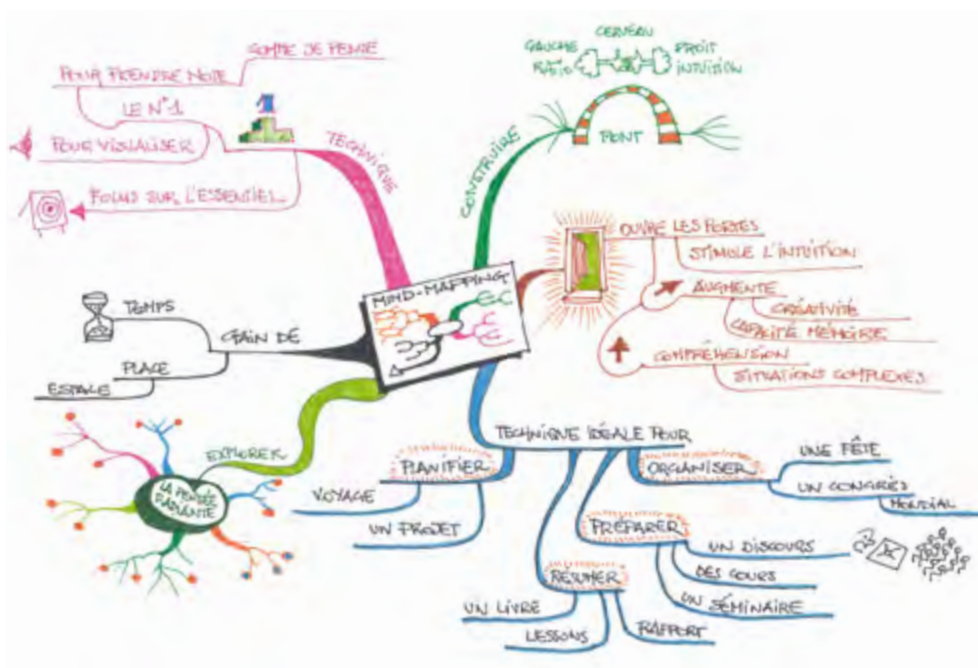 MIND-MAPPING
TECHNIQUE
COMME JE PENSE
POUR PRENDRE NOTE
LE N°1
1
POUR VISUALISER
FOCUS SUR L'ESSENTIEL
CONSTRUIRE
CERVEAU
GAUCHE
RATIO
DROIT
INTUITION
PONT
OUVRE LES PORTES
STIMULE L'INTUITION
AUGMENTE
CRÉATIVITÉ
CAPACITÉ MÉMOIRE
COMPRÉHENSION
SITUATIONS COMPLEXES
TECHNIQUE IDÉALE POUR
ORGANISER
UNE FÊTE
UN CONGRÈS
MONDIAL
PRÉPARER
UN DISCOURS
DES COURS
UN SÉMINAIRE
RÉSUMER
UN LIVRE
LESSONS
RAPPORT
PLANIFIER
VOYAGE
UN PROJET
EXPLORER
LA PENSÉE
RADIANTE
GAIN DE
TEMPS
PLACE
ESPACE